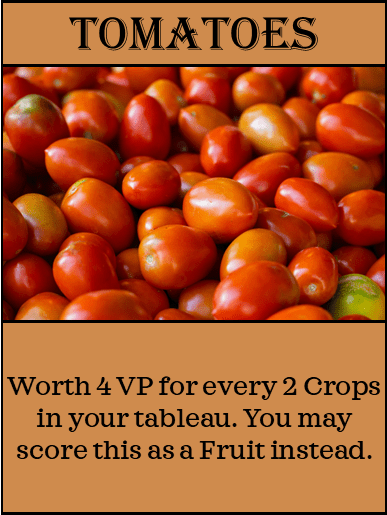 TOMATOES
Worth 4 VP for every 2 Crops
in your tableau. You may
score this as a Fruit instead.